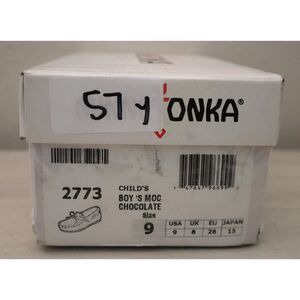 57 y ONKA®
2773
CHILD'S
BOY 'S MOC
CHOCOLATE
Size
9
USA UK EU JAPAN
9 8 26 15